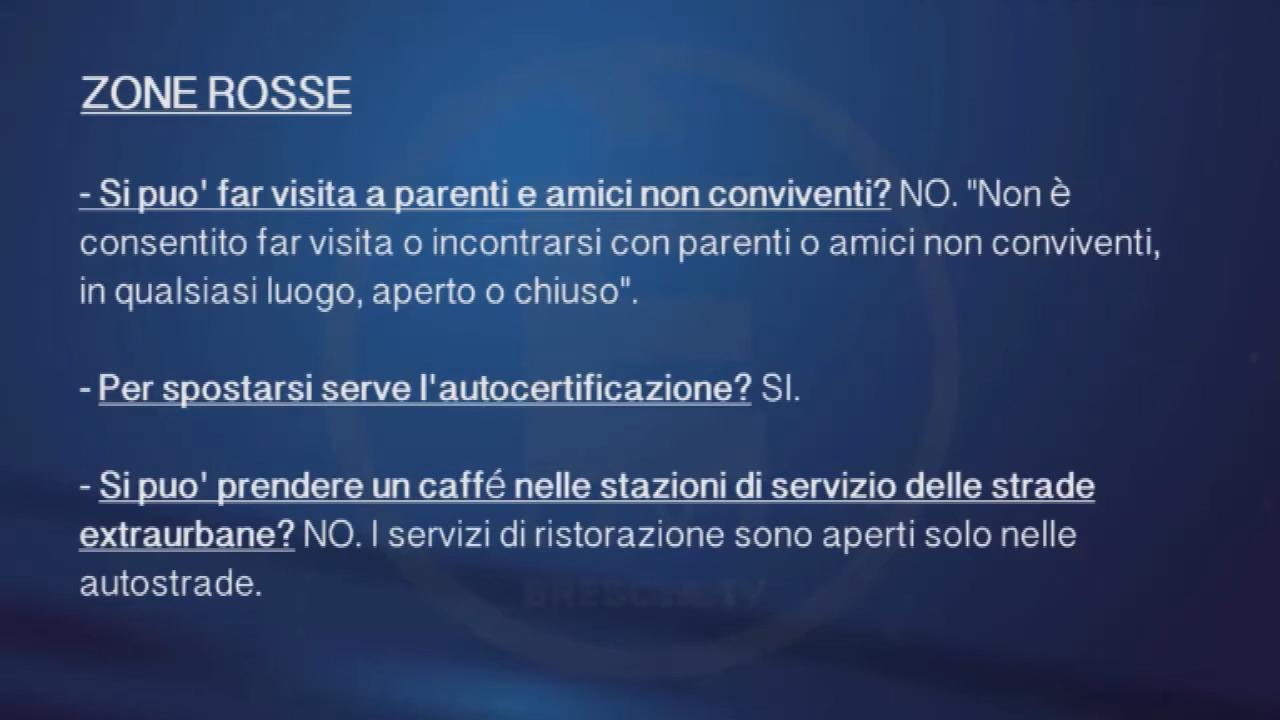 ZONE ROSSE
- Si puo' far visita a parenti e amici non conviventi? NO. "Non è
consentito far visita o incontrarsi con parenti o amici non conviventi,
in qualsiasi luogo, aperto o chiuso".
- Per spostarsi serve l'autocertificazione? SI.
- Si puo' prendere un caffé nelle stazioni di servizio delle strade
extraurbane? NO. I servizi di ristorazione sono aperti solo nelle
autostrade.
BRESCIA.TV